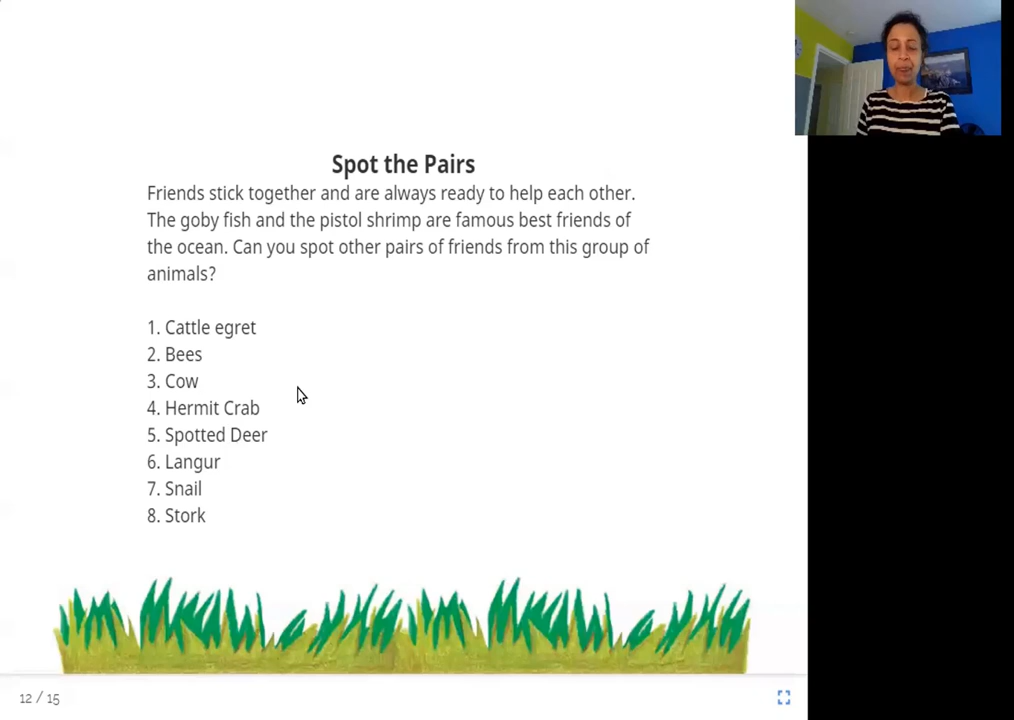 Spot the Pairs
Friends stick together and are always ready to help each other.
The goby fish and the pistol shrimp are famous best friends of
the ocean. Can you spot other pairs of friends from this group of
animals?
1. Cattle egret
2. Bees
3. Cow
4. Hermit Crab
5. Spotted Deer
6. Langur
7. Snail
8. Stork
12 / 15